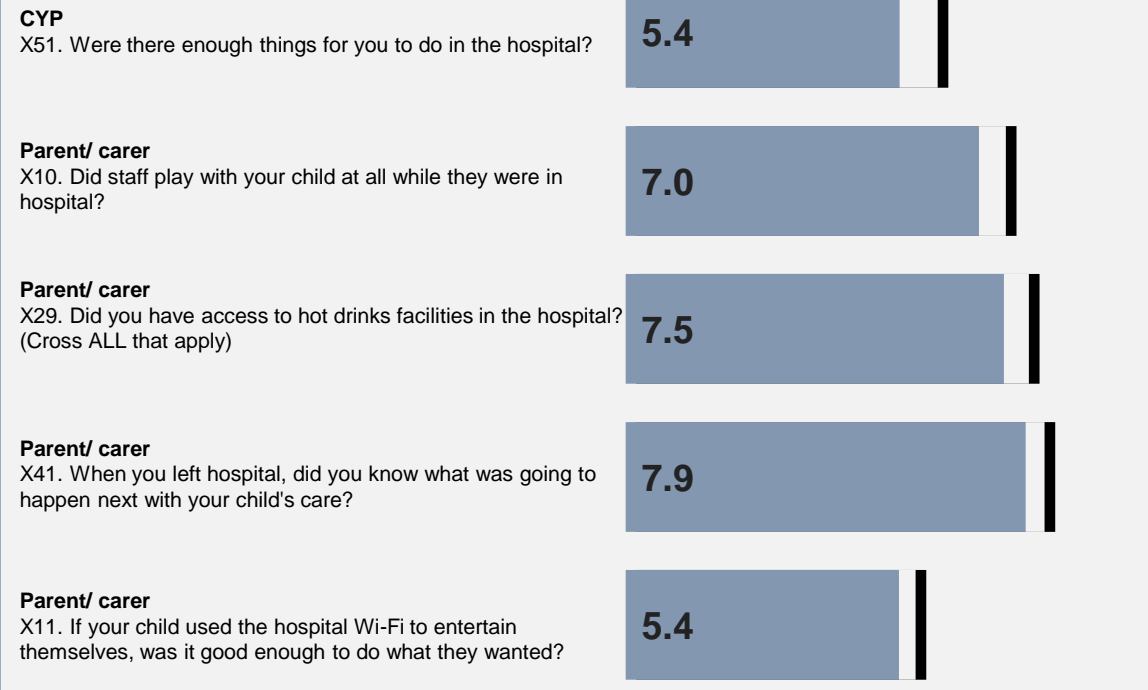 CYP
X51. Were there enough things for you to do in the hospital?
5.4
Parent/ carer
X10. Did staff play with your child at all while they were in
hospital?
7.0
Parent/ carer
X29. Did you have access to hot drinks facilities in the hospital?
(Cross ALL that apply)
7.5
Parent/ carer
X41. When you left hospital, did you know what was going to
happen next with your child's care?
7.9
Parent/ carer
X11. If your child used the hospital Wi-Fi to entertain
themselves, was it good enough to do what they wanted?
5.4